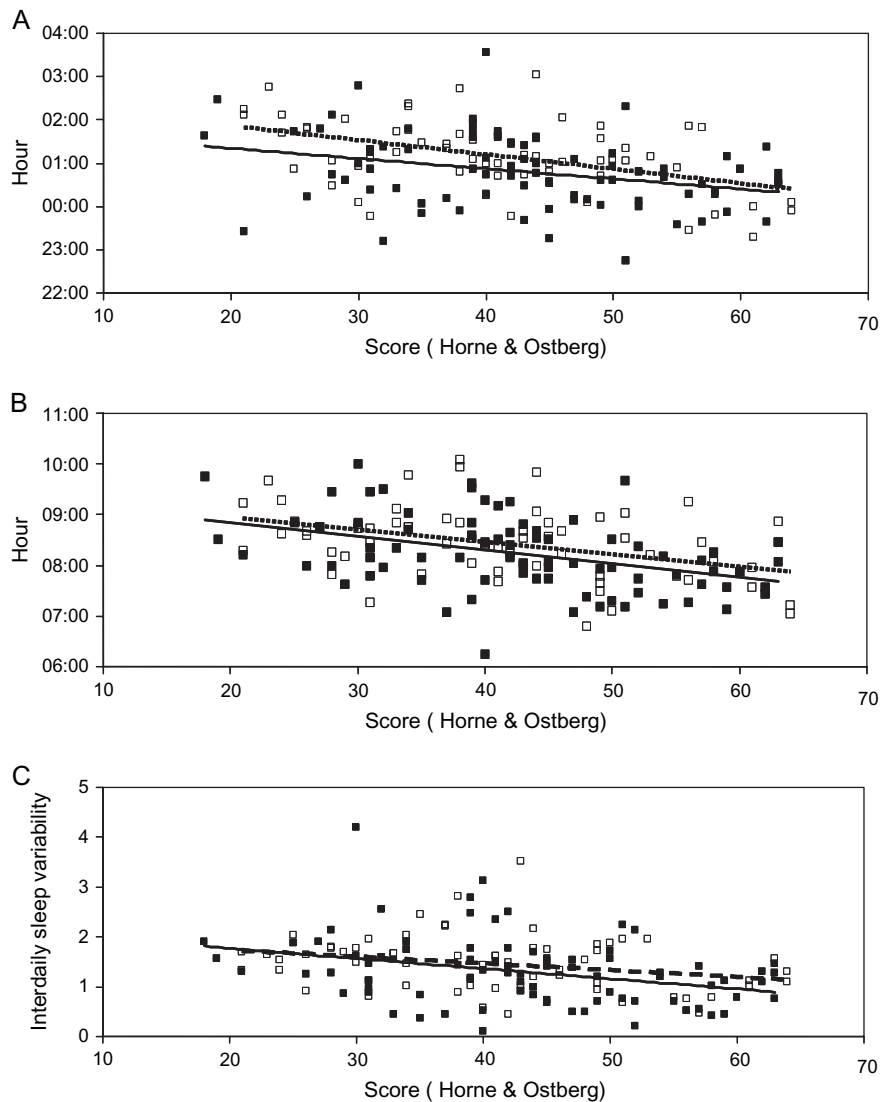 A
04:00
03:00
02:00
01:00
00:00
23:00
22:00
Hour
10 20 30 40 50 60 70
Score ( Horne & Ostberg)
B
11:00
10:00
09:00
08:00
07:00
06:00
Hour
10 20 30 40 50 60 70
Score ( Horne & Ostberg)
C
5
4
3
2
1
0
Interdaily sleep variability
10 20 30 40 50 60 70
Score ( Horne & Ostberg)